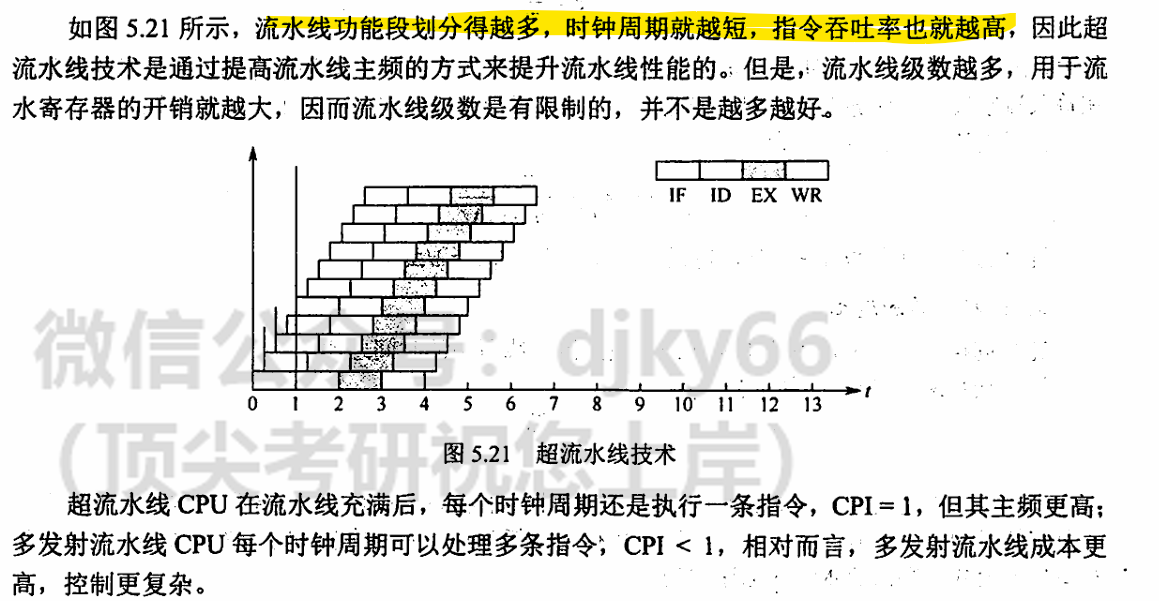 如图 5.21 所示，流水线功能段划分得越多，时钟周期就越短，指令吞吐率也就越高，因此超
流水线技术是通过提高流水线主频的方式来提升流水线性能的。但是，流水线级数越多，用于流
水寄存器的开销就越大，因而流水线级数是有限制的，并不是越多越好。
IF ID EX WR
微信公众号：djky66
0 1 2 3 4 5 6 7 8 9 10 11 12 13 t
（顶尖考研祝您上岸）
图 5.21 超流水线技术
超流水线 CPU 在流水线充满后，每个时钟周期还是执行一条指令，CPI = 1，但其主频更高；
多发射流水线 CPU 每个时钟周期可以处理多条指令，CPI < 1，相对而言，多发射流水线成本更
高，控制更复杂。